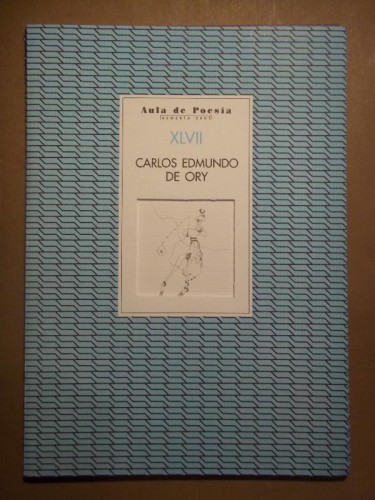 Aula de Poesía
XLVII
CARLOS EDMUNDO
DE ORY